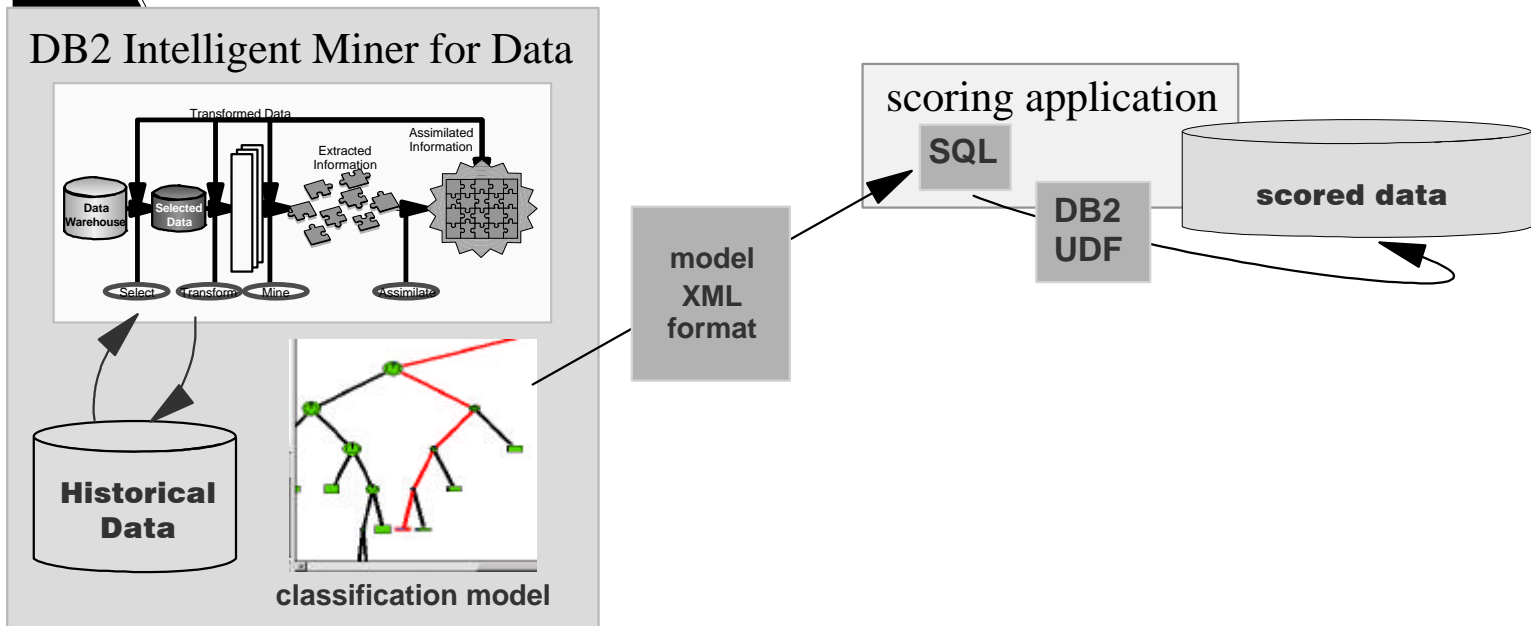 DB2 Intelligent Miner for Data
Transformed Data
Assimilated
Information
Extracted
Information
Data
Warehouse
Selected
Data
Select
Transform
Mine
Assimilate
Historical
Data
classification model
model
XML
format
scoring application
SQL
DB2
UDF
scored data